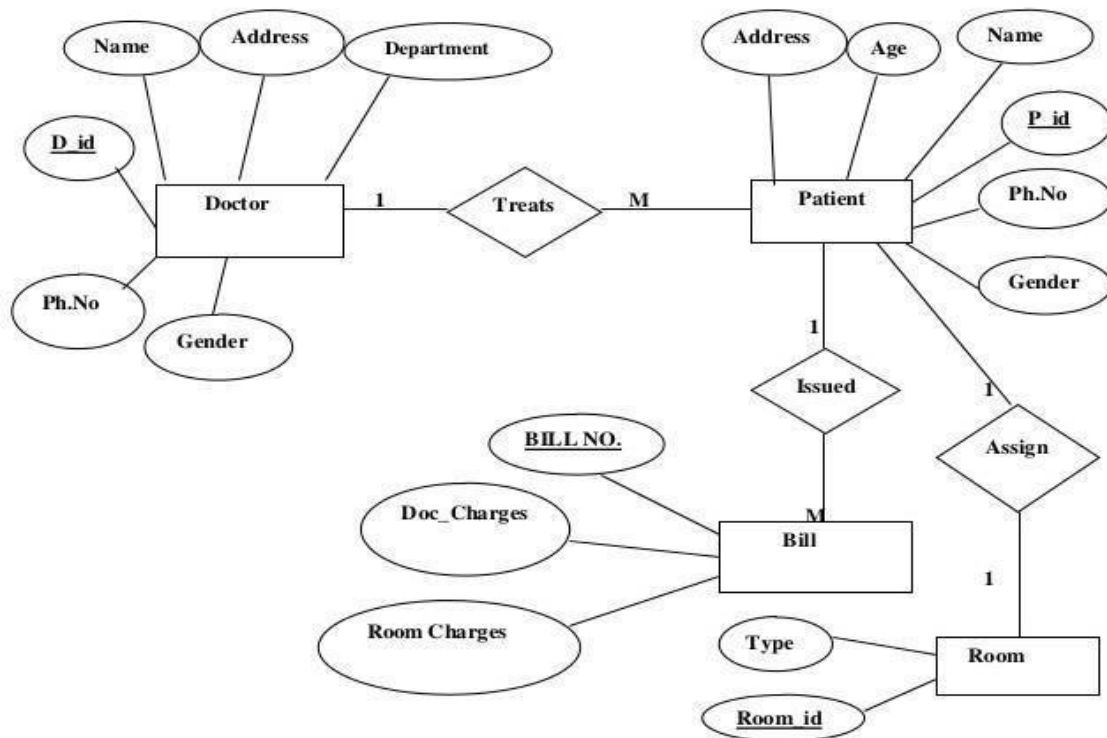 Name
Address
Department
Address
Age
Name
D_id
P_id
Doctor
1
Treats
M
Patient
Ph.No
Ph.No
Gender
Gender
1
Issued
1
BILL NO.
Assign
Doc_Charges
M
Bill
1
Room Charges
Type
Room
Room_id